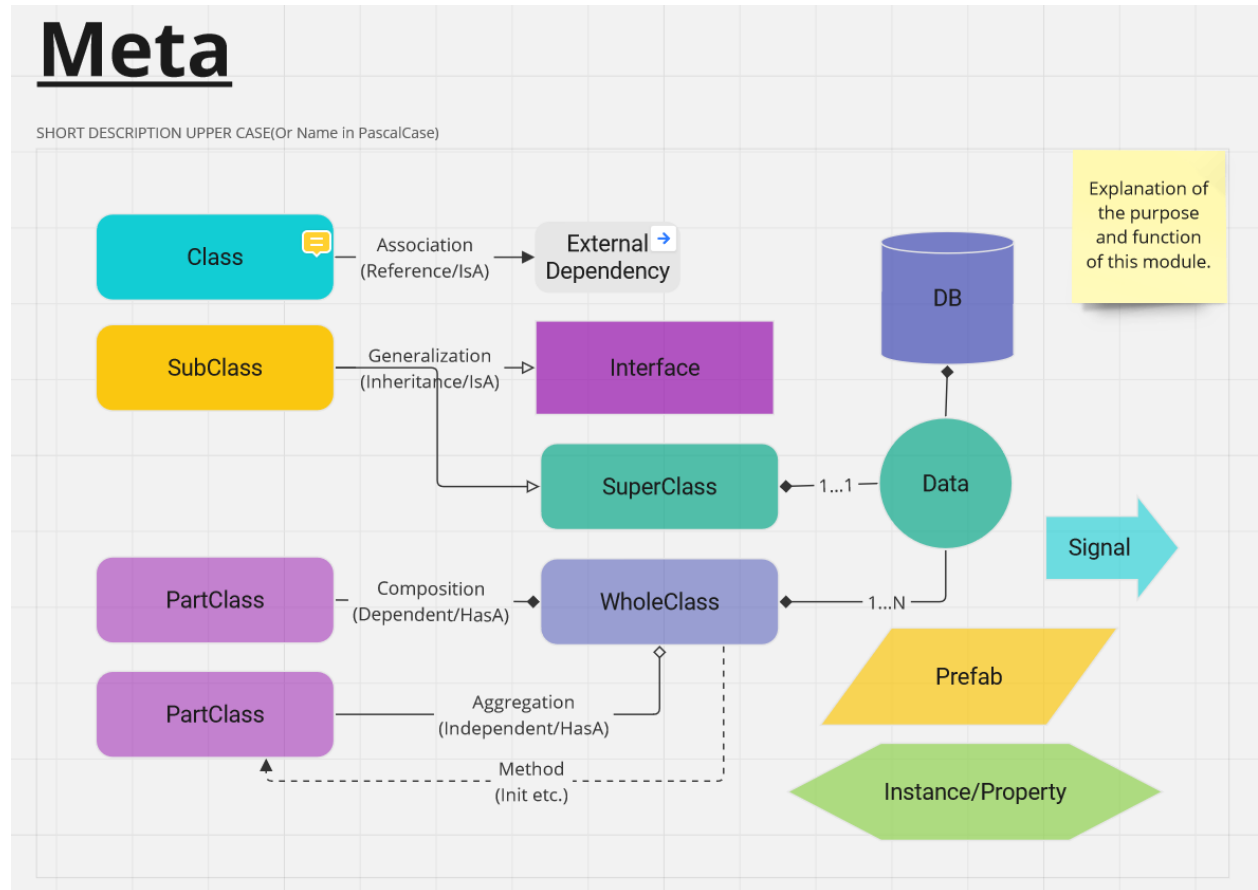 Meta
SHORT DESCRIPTION UPPER CASE(Or Name in PascalCase)
Explanation of
the purpose
and function
of this module.
Class
Association
(Reference/IsA)
External
Dependency
DB
SubClass
Generalization
(Inheritance/IsA)
Interface
SuperClass
1...1
Data
Signal
PartClass
Composition
(Dependent/HasA)
WholeClass
1...N
Prefab
PartClass
Aggregation
(Independent/HasA)
Method
(Init etc.)
Instance/Property